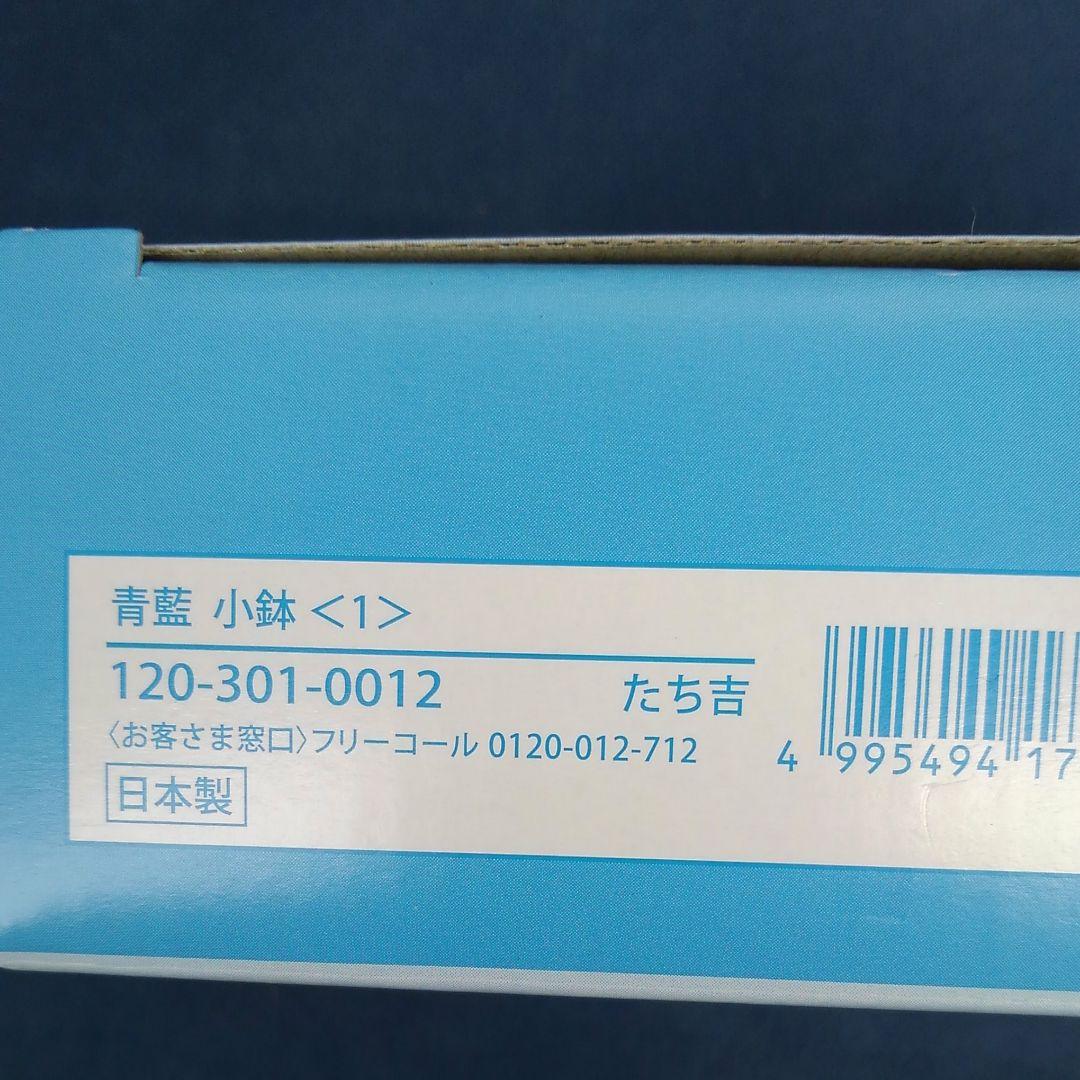 青藍 小鉢<1>
120-301-0012 たち吉
〈お客さま窓口〉フリーコール 0120-012-712
日本製
4 995494 17